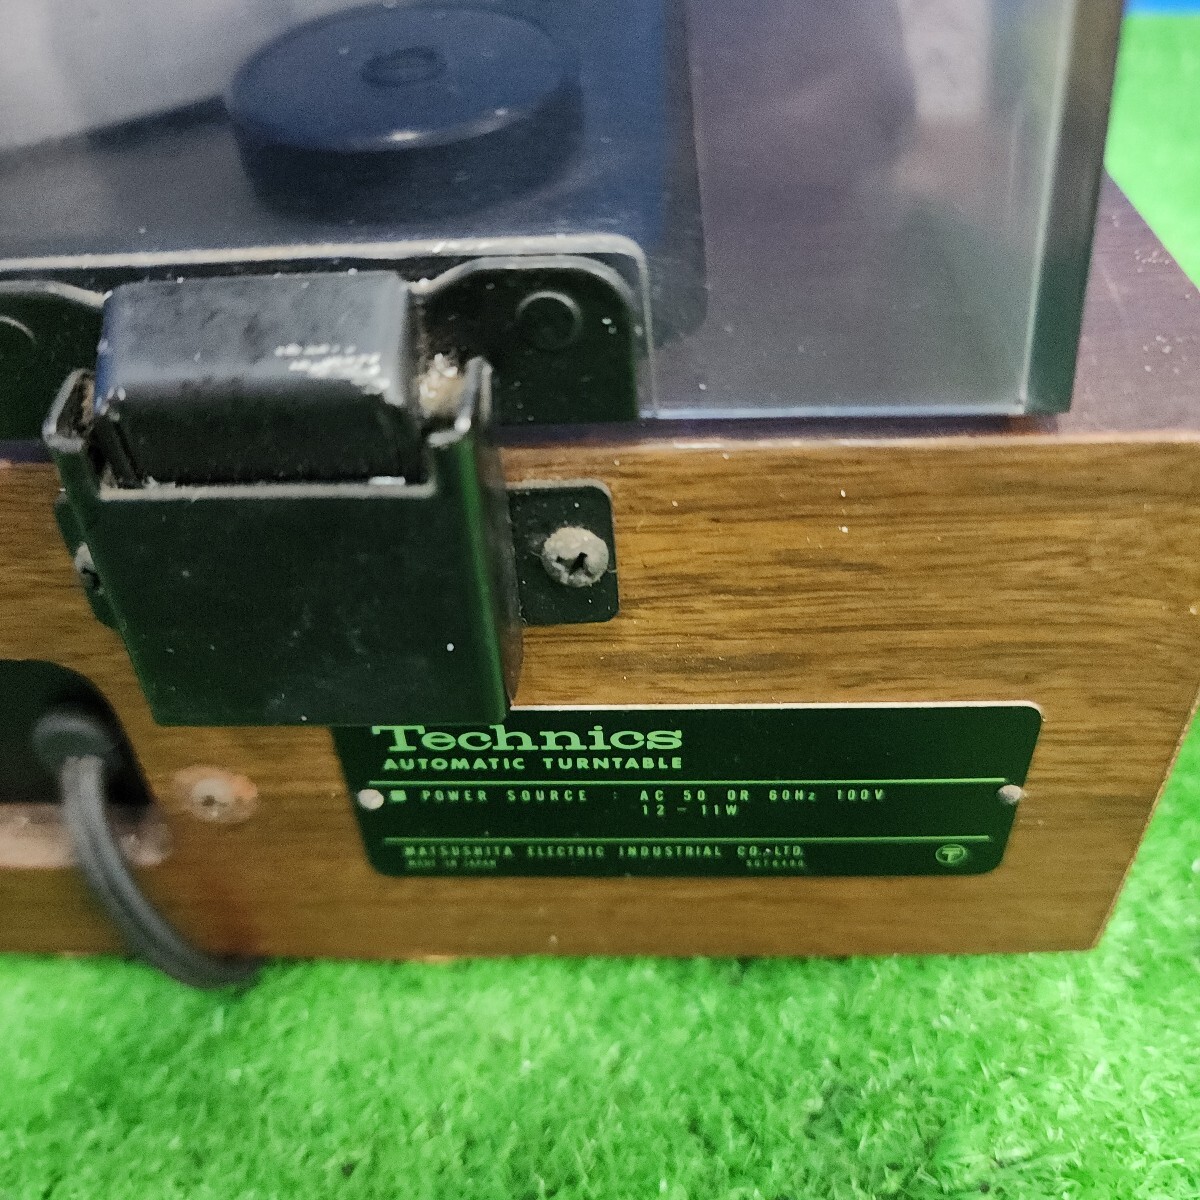 Technics
AUTOMATIC TURNTABLE
POWER SOURCE : AC 50 OR 60Hz 100V
12 - 11W
MATSUSHITA ELECTRIC INDUSTRIAL CO., LTD.
MADE IN JAPAN
T